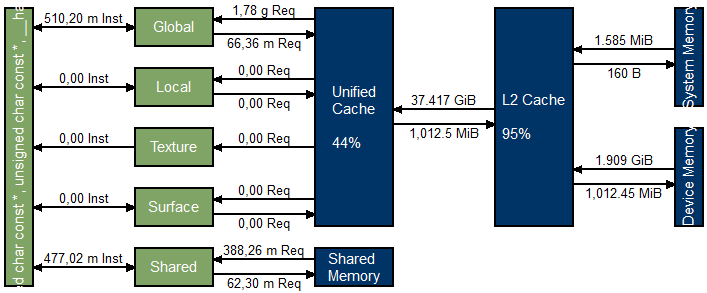 ed char const *, unsigned char const *, __ha
510,20 m Inst
Global
1,78 g Req
66,36 m Req
0,00 Inst
Local
0,00 Req
0,00 Req
0,00 Inst
Texture
0,00 Req
0,00 Inst
Surface
0,00 Req
0,00 Req
477,02 m Inst
Shared
388,26 m Req
62,30 m Req
Unified
Cache
44%
Shared
Memory
37.417 GiB
1,012.5 MiB
L2 Cache
95%
1.585 MiB
160 B
System Memory
1.909 GiB
1,012.45 MiB
Device Memory